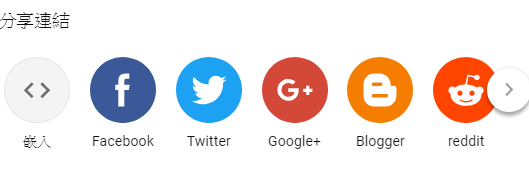 分享連結
嵌入 Facebook Twitter Google+ Blogger reddit